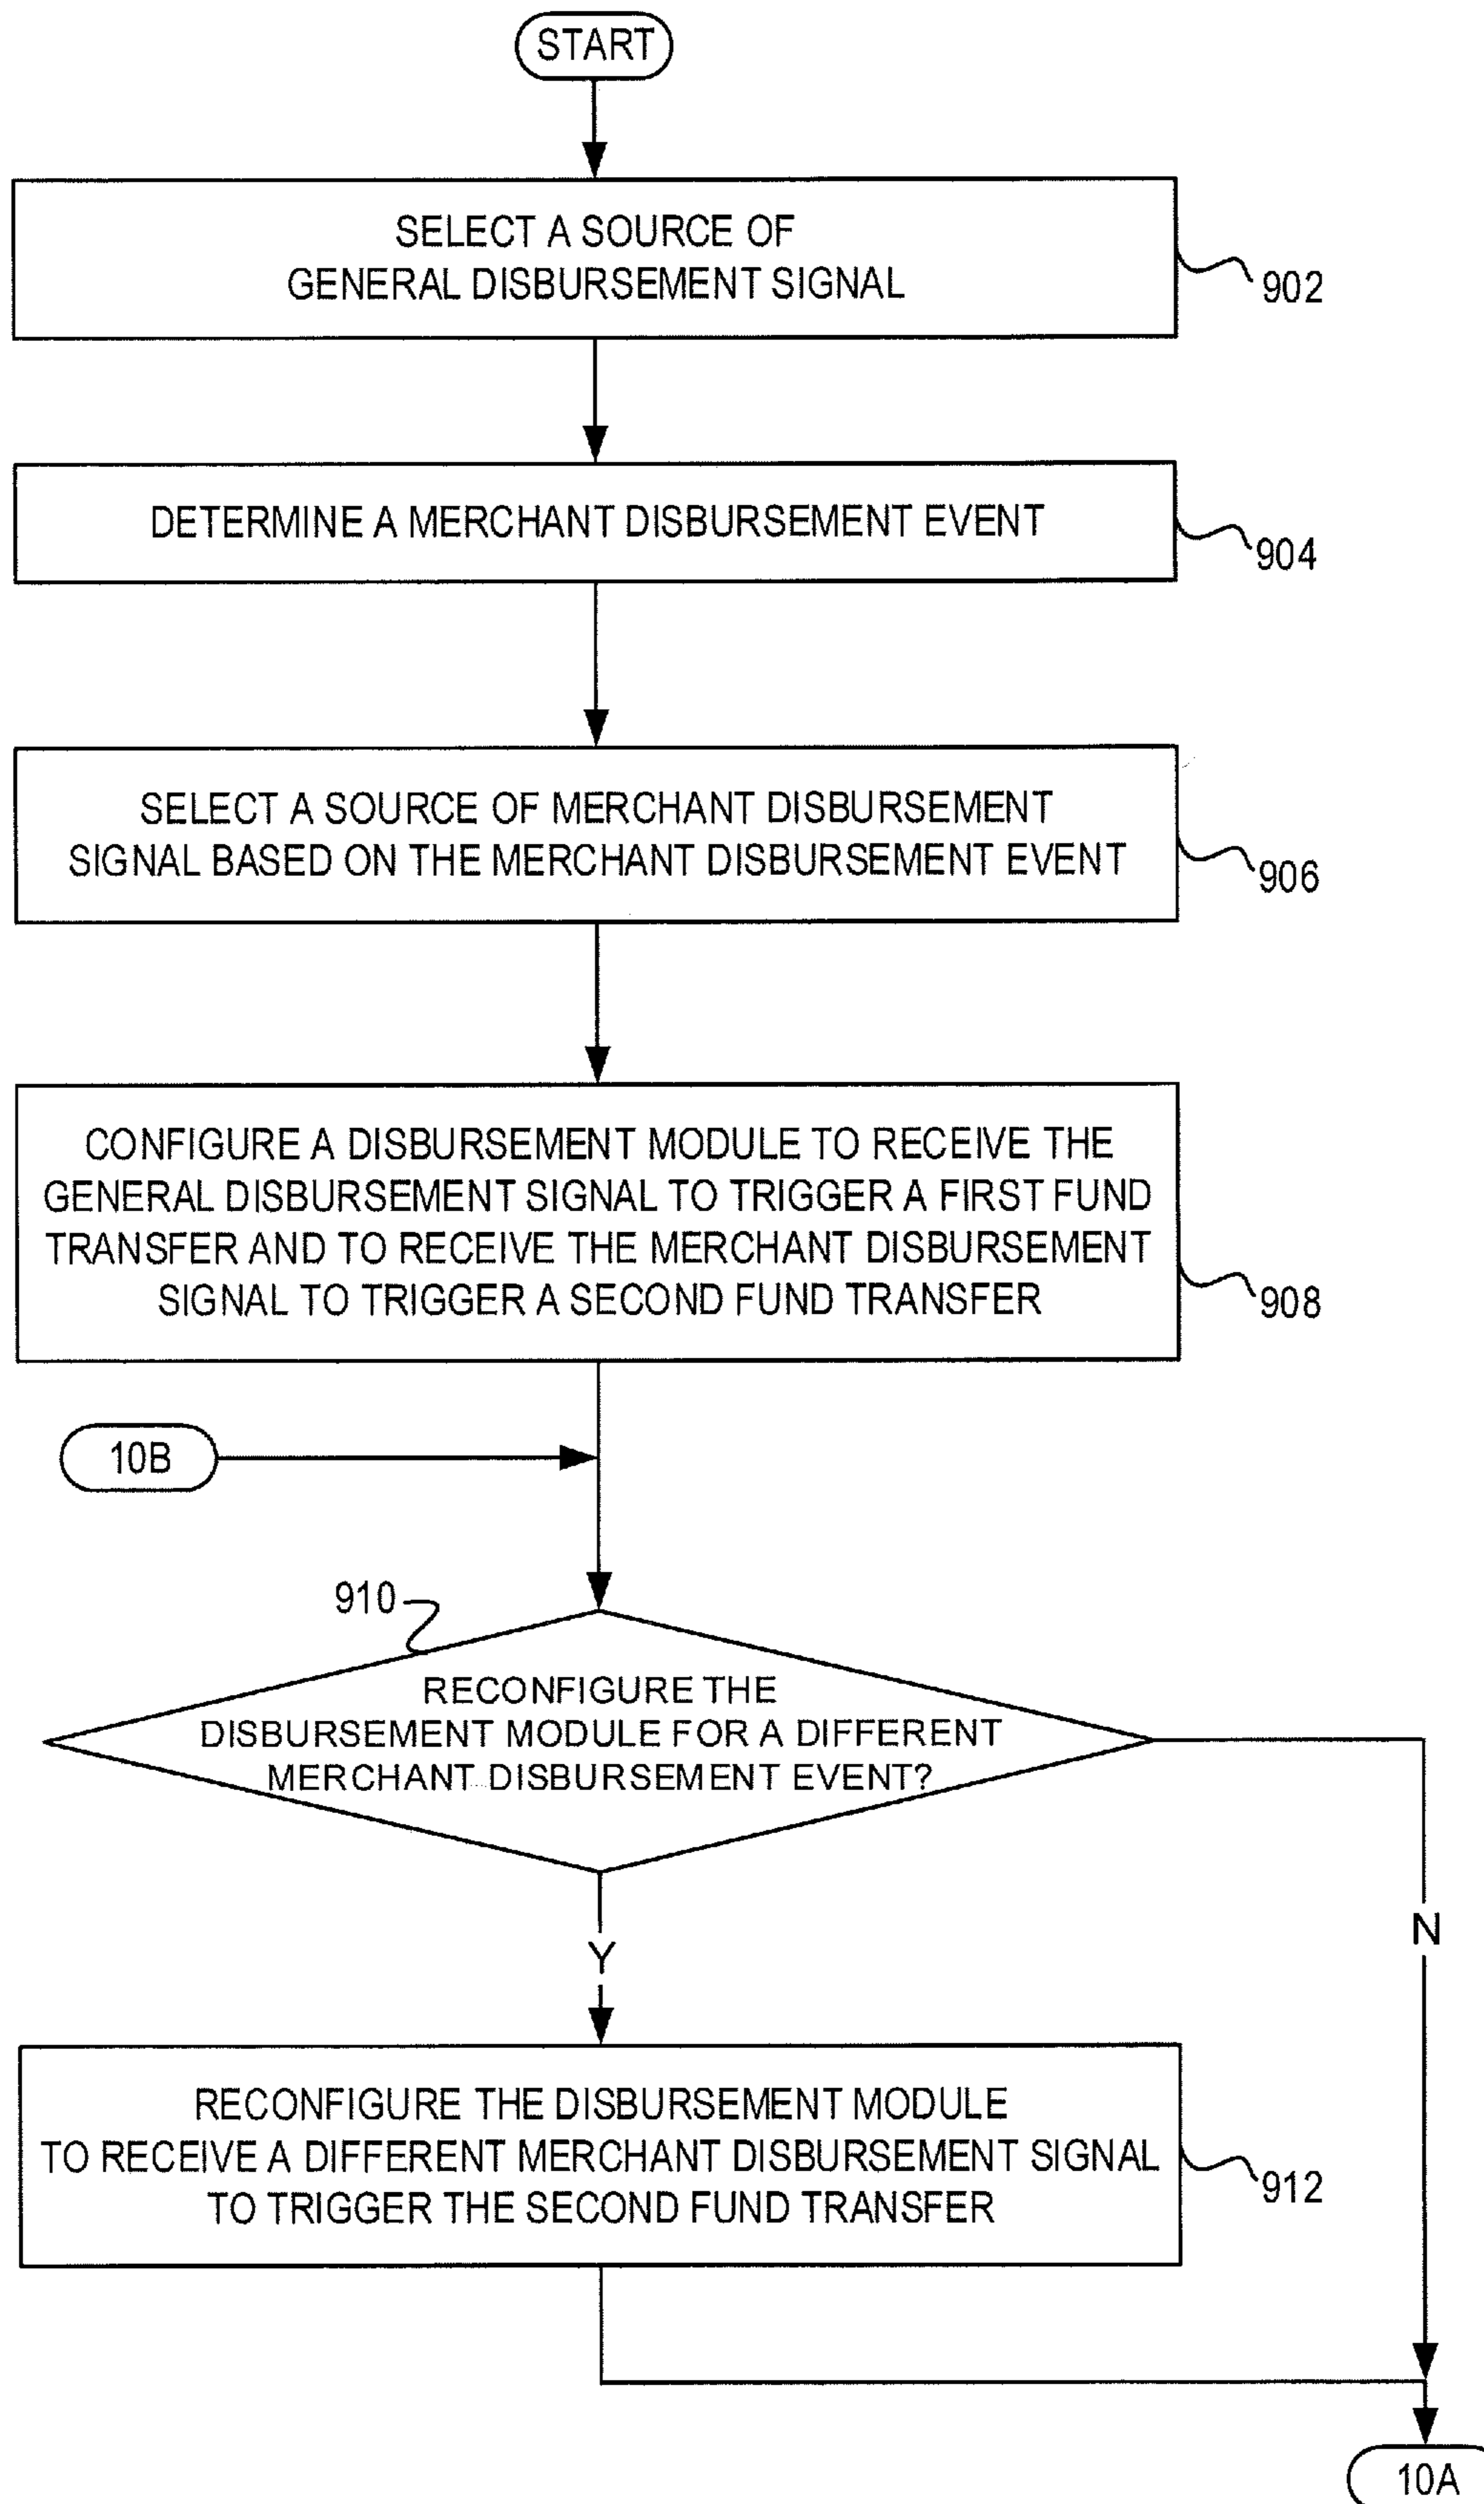 START
SELECT A SOURCE OF
GENERAL DISBURSEMENT SIGNAL
902
DETERMINE A MERCHANT DISBURSEMENT EVENT
904
SELECT A SOURCE OF MERCHANT DISBURSEMENT
SIGNAL BASED ON THE MERCHANT DISBURSEMENT EVENT
906
CONFIGURE A DISBURSEMENT MODULE TO RECEIVE THE
GENERAL DISBURSEMENT SIGNAL TO TRIGGER A FIRST FUND
TRANSFER AND TO RECEIVE THE MERCHANT DISBURSEMENT
SIGNAL TO TRIGGER A SECOND FUND TRANSFER
908
10B
910
RECONFIGURE THE
DISBURSEMENT MODULE FOR A DIFFERENT
MERCHANT DISBURSEMENT EVENT?
N
Y
RECONFIGURE THE DISBURSEMENT MODULE
TO RECEIVE A DIFFERENT MERCHANT DISBURSEMENT SIGNAL
TO TRIGGER THE SECOND FUND TRANSFER
912
10A